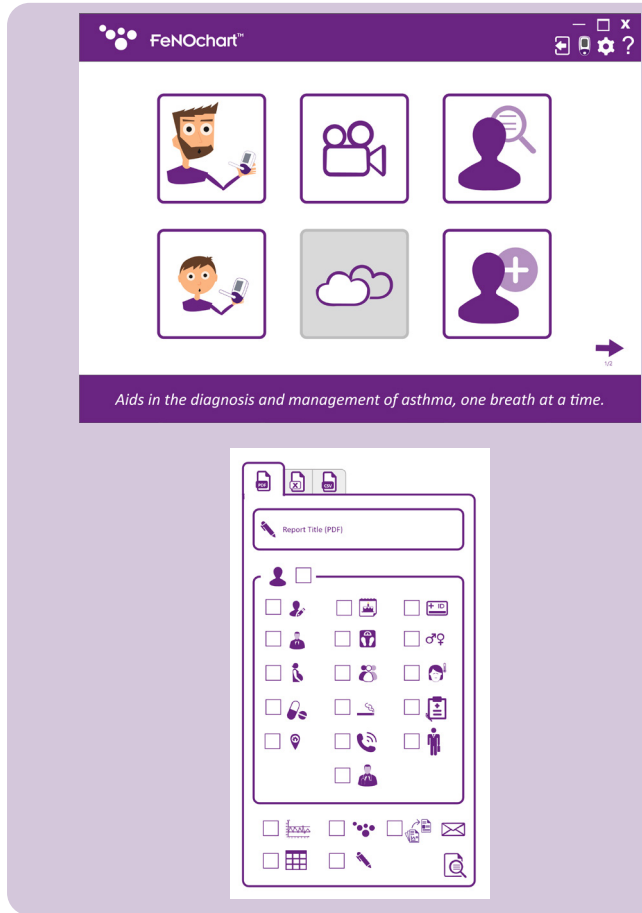 FeNOchart™
?
1/2
Aids in the diagnosis and management of asthma, one breath at a time.
PDF
X
CSV
Report Title (PDF)
+ ID